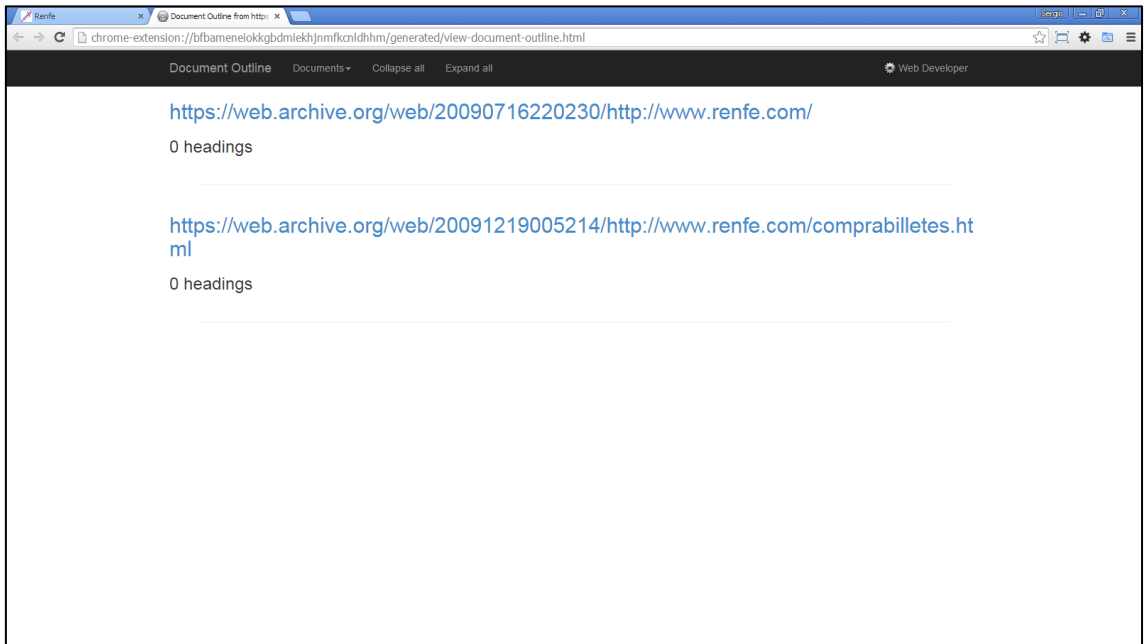 Renfe
Document Outline from https
Sergio
chrome-extension://bfbameneiokkgbdmiekhjnmfkcnldhhm/generated/view-document-outline.html
Document Outline Documents Collapse all Expand all Web Developer
https://web.archive.org/web/20090716220230/http://www.renfe.com/
0 headings
https://web.archive.org/web/20091219005214/http://www.renfe.com/comprabilletes.ht
ml
0 headings